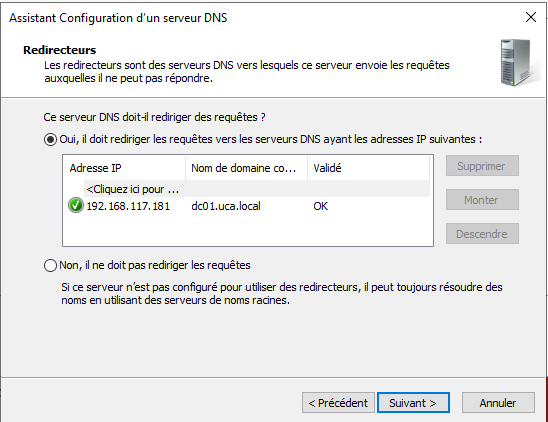 Assistant Configuration d'un serveur DNS
Redirecteurs
Les redirecteurs sont des serveurs DNS vers lesquels ce serveur envoie les requêtes
auxquelles il ne peut pas répondre.
Ce serveur DNS doit-il rediriger des requêtes ?
Oui, il doit rediriger les requêtes vers les serveurs DNS ayant les adresses IP suivantes :
Adresse IP Nom de domaine co... Validé
<Cliquez ici pour ...
192.168.117.181 dc01.uca.local OK
Supprimer
Monter
Descendre
Non, il ne doit pas rediriger les requêtes
Si ce serveur n'est pas configuré pour utiliser des redirecteurs, il peut toujours résoudre des
noms en utilisant des serveurs de noms racines.
< Précédent Suivant > Annuler